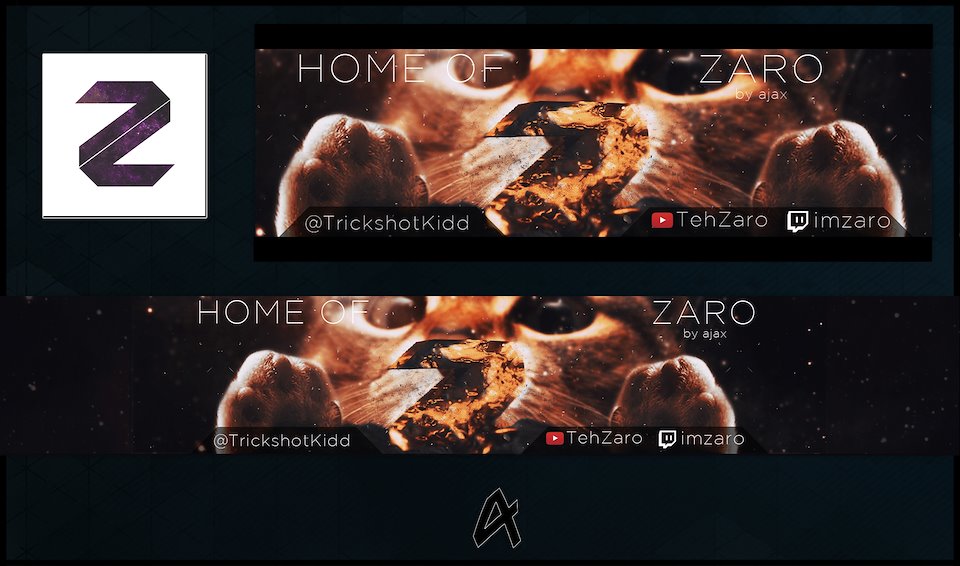 Z
HOME OF ZARO
by ajax
@TrickshotKidd TehZaro imzaro
HOME OF ZARO
by ajax
@TrickshotKidd TehZaro imzaro
A